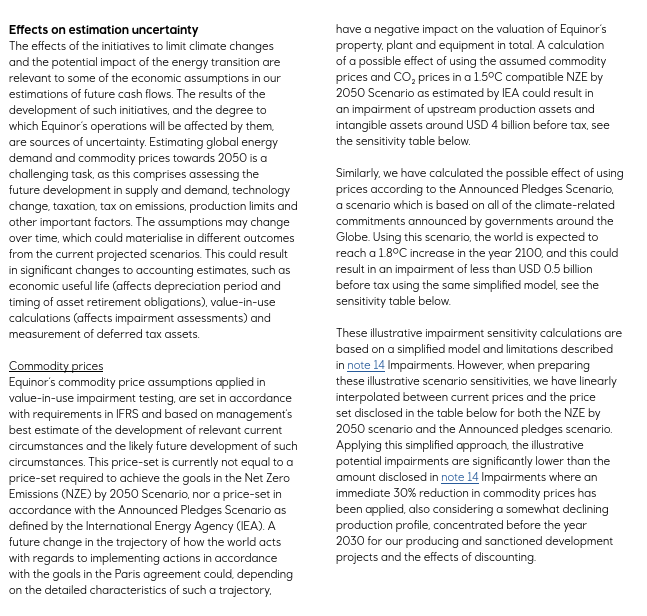 Effects on estimation uncertainty
The effects of the initiatives to limit climate changes
and the potential impact of the energy transition are
relevant to some of the economic assumptions in our
estimations of future cash flows. The results of the
development of such initiatives, and the degree to
which Equinor's operations will be affected by them,
are sources of uncertainty. Estimating global energy
demand and commodity prices towards 2050 is a
challenging task, as this comprises assessing the
future development in supply and demand, technology
change, taxation, tax on emissions, production limits and
other important factors. The assumptions may change
over time, which could materialise in different outcomes
from the current projected scenarios. This could result
in significant changes to accounting estimates, such as
economic useful life (affects depreciation period and
timing of asset retirement obligations), value-in-use
calculations (affects impairment assessments) and
measurement of deferred tax assets.
Commodity prices
Equinor's commodity price assumptions applied in
value-in-use impairment testing, are set in accordance
with requirements in IFRS and based on management's
best estimate of the development of relevant current
circumstances and the likely future development of such
circumstances. This price-set is currently not equal to a
price-set required to achieve the goals in the Net Zero
Emissions (NZE) by 2050 Scenario, nor a price-set in
accordance with the Announced Pledges Scenario as
defined by the International Energy Agency (IEA). A
future change in the trajectory of how the world acts
with regards to implementing actions in accordance
with the goals in the Paris agreement could, depending
on the detailed characteristics of such a trajectory,
have a negative impact on the valuation of Equinor's
property, plant and equipment in total. A calculation
of a possible effect of using the assumed commodity
prices and CO₂ prices in a 1.5ºC compatible NZE by
2050 Scenario as estimated by IEA could result in
an impairment of upstream production assets and
intangible assets around USD 4 billion before tax, see
the sensitivity table below.
Similarly, we have calculated the possible effect of using
prices according to the Announced Pledges Scenario,
a scenario which is based on all of the climate-related
commitments announced by governments around the
Globe. Using this scenario, the world is expected to
reach a 1.8ºC increase in the year 2100, and this could
result in an impairment of less than USD 0.5 billion
before tax using the same simplified model, see the
sensitivity table below.
These illustrative impairment sensitivity calculations are
based on a simplified model and limitations described
in note 14 Impairments. However, when preparing
these illustrative scenario sensitivities, we have linearly
interpolated between current prices and the price
set disclosed in the table below for both the NZE by
2050 scenario and the Announced pledges scenario.
Applying this simplified approach, the illustrative
potential impairments are significantly lower than the
amount disclosed in note 14 Impairments where an
immediate 30% reduction in commodity prices has
been applied, also considering a somewhat declining
production profile, concentrated before the year
2030 for our producing and sanctioned development
projects and the effects of discounting.